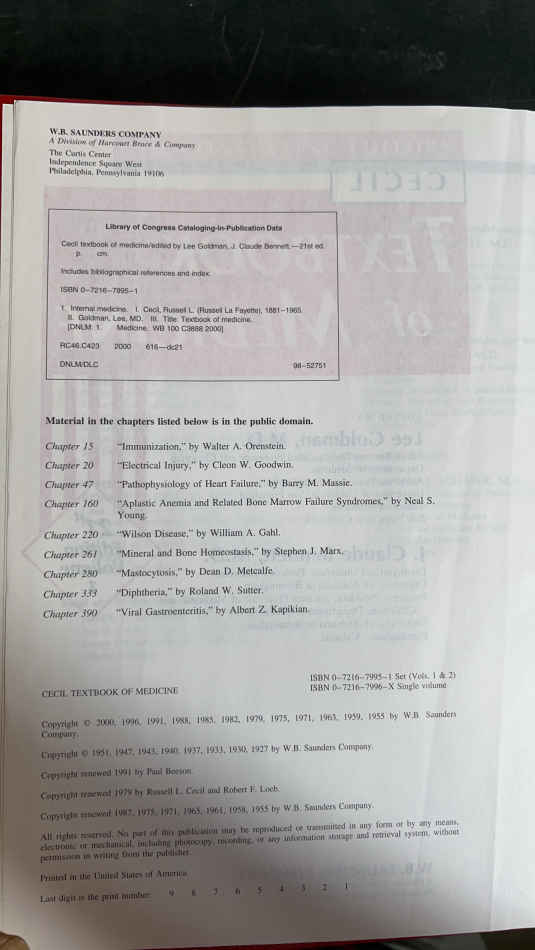 W.B. SAUNDERS COMPANY
A Division of Harcourt Brace & Company
The Curtis Center
Independence Square West
Philadelphia, Pennsylvania 19106
CECIL
Library of Congress Cataloging-in-Publication Data
Cecil textbook of medicine/edited by Lee Goldman, J. Claude Bennett.—21st ed.
p. cm.
Includes bibliographical references and index.
ISBN 0–7216–7995–1
1. Internal medicine. I. Cecil, Russell L. (Russell La Fayette), 1881–1965.
II. Goldman, Lee, MD. III. Title: Textbook of medicine.
[DNLM: 1. Medicine. WB 100 C3888 2000]
RC46.C423 2000 616—dc21
DNLM/DLC 98–52751
Material in the chapters listed below is in the public domain.
Chapter 15 “Immunization,” by Walter A. Orenstein.
Chapter 20 “Electrical Injury,” by Cleon W. Goodwin.
Chapter 47 “Pathophysiology of Heart Failure,” by Barry M. Massie.
Chapter 160 “Aplastic Anemia and Related Bone Marrow Failure Syndromes,” by Neal S.
Young.
Chapter 220 “Wilson Disease,” by William A. Gahl.
Chapter 261 “Mineral and Bone Homeostasis,” by Stephen J. Marx.
Chapter 280 “Mastocytosis,” by Dean D. Metcalfe.
Chapter 333 “Diphtheria,” by Roland W. Sutter.
Chapter 390 “Viral Gastroenteritis,” by Albert Z. Kapikian.
ISBN 0–7216–7995–1 Set (Vols. 1 & 2)
CECIL TEXTBOOK OF MEDICINE ISBN 0–7216–7996–X Single volume
Copyright © 2000, 1996, 1991, 1988, 1985, 1982, 1979, 1975, 1971, 1963, 1959, 1955 by W.B. Saunders
Company.
Copyright © 1951, 1947, 1943, 1940, 1937, 1933, 1930, 1927 by W.B. Saunders Company.
Copyright renewed 1991 by Paul Beeson.
Copyright renewed 1979 by Russell L. Cecil and Robert F. Loeb.
Copyright renewed 1987, 1975, 1971, 1965, 1961, 1958, 1955 by W.B. Saunders Company.
All rights reserved. No part of this publication may be reproduced or transmitted in any form or by any means,
electronic or mechanical, including photocopy, recording, or any information storage and retrieval system, without
permission in writing from the publisher.
Printed in the United States of America
Last digit is the print number: 9 8 7 6 5 4 3 2 1